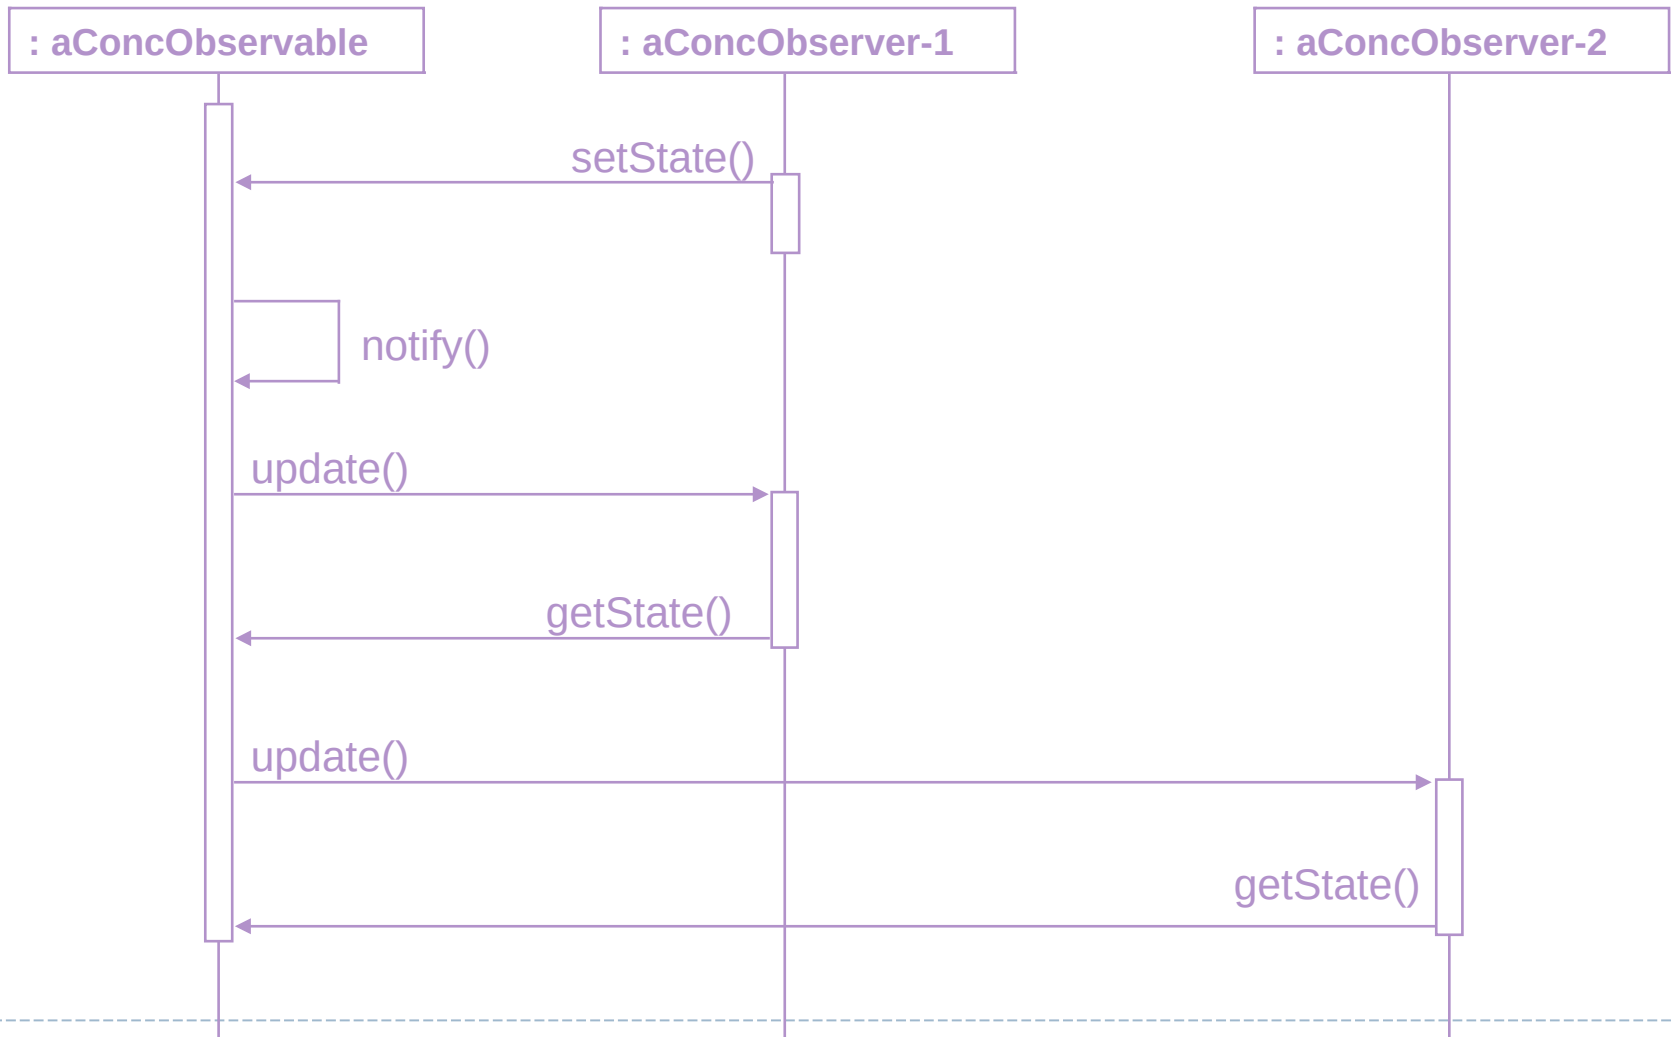 : aConcObservable
: aConcObserver-1
: aConcObserver-2
setState()
notify()
update()
getState()
update()
getState()